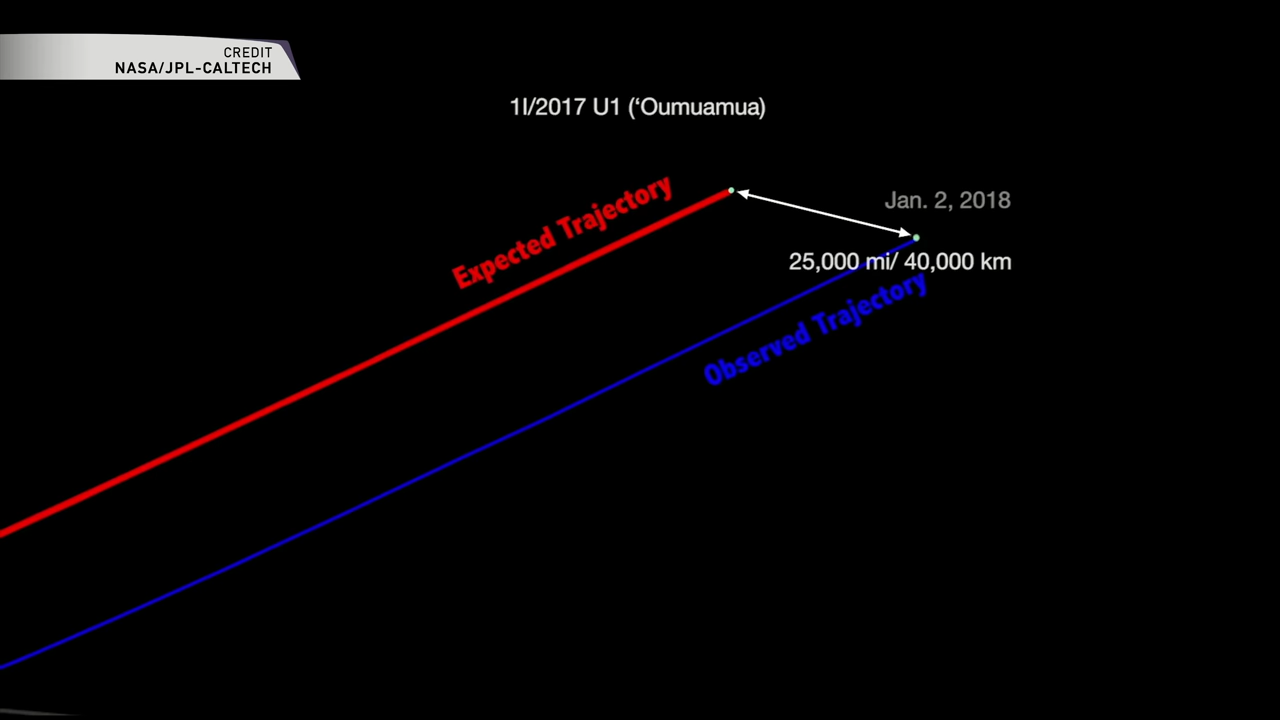 CREDIT
NASA/JPL-CALTECH
1I/2017 U1 (‘Oumuamua)
Expected Trajectory
Jan. 2, 2018
25,000 mi/ 40,000 km
Observed Trajectory